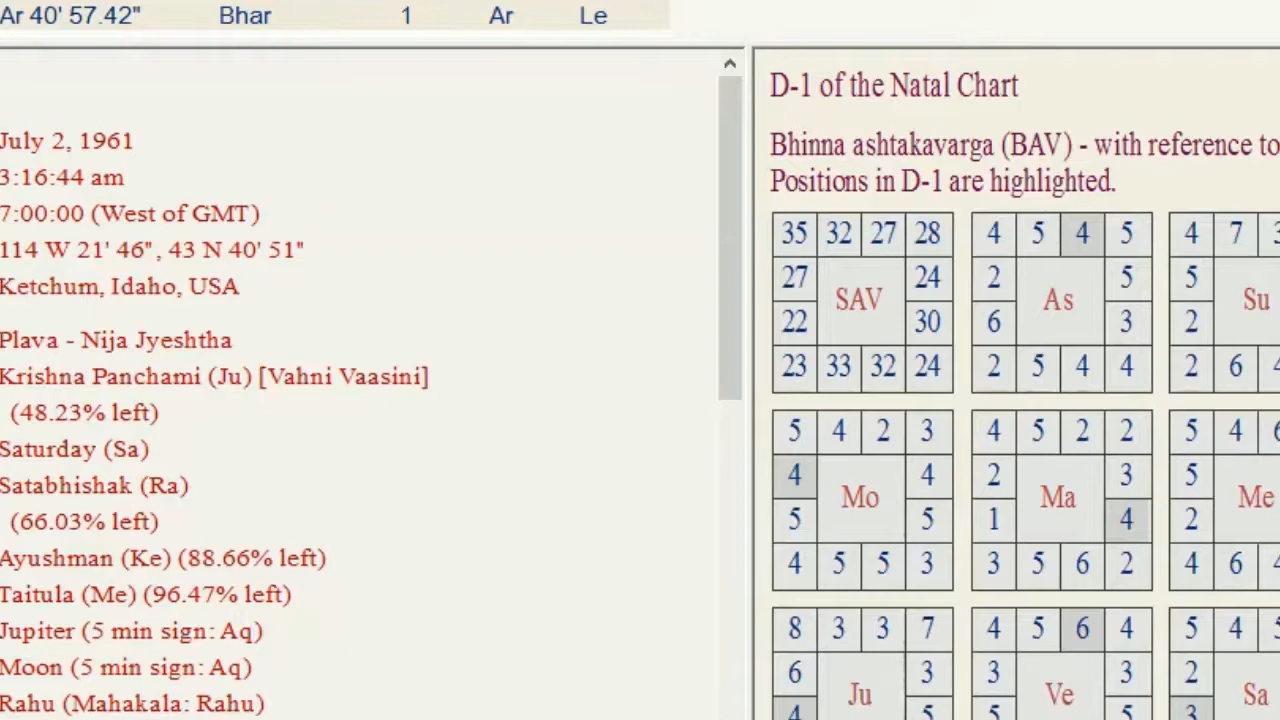 Ar 40' 57.42" Bhar 1 Ar Le
July 2, 1961
3:16:44 am
7:00:00 (West of GMT)
114 W 21' 46", 43 N 40' 51"
Ketchum, Idaho, USA
Plava - Nija Jyeshtha
Krishna Panchami (Ju) [Vahni Vaasini]
(48.23% left)
Saturday (Sa)
Satabhishak (Ra)
(66.03% left)
Ayushman (Ke) (88.66% left)
Taitula (Me) (96.47% left)
Jupiter (5 min sign: Aq)
Moon (5 min sign: Aq)
Rahu (Mahakala: Rahu)
D-1 of the Natal Chart
Bhinna ashtakavarga (BAV) - with reference to
Positions in D-1 are highlighted.
35 32 27 28
27 24
SAV
22 30
23 33 32 24
4 5 4 5
2 5
As
6 3
2 5 4 4
4 7
5
Su
2
2 6 4
5 4 2 3
4 4
Mo
5 5
4 5 5 3
4 5 2 2
2 3
Ma
1 4
3 5 6 2
5 4 6
5
Me
2
4 6 4
8 3 3 7
6 3
Ju
4 5
4 5 6 4
3 3
Ve
5 5
5 4 5
2
Sa
3